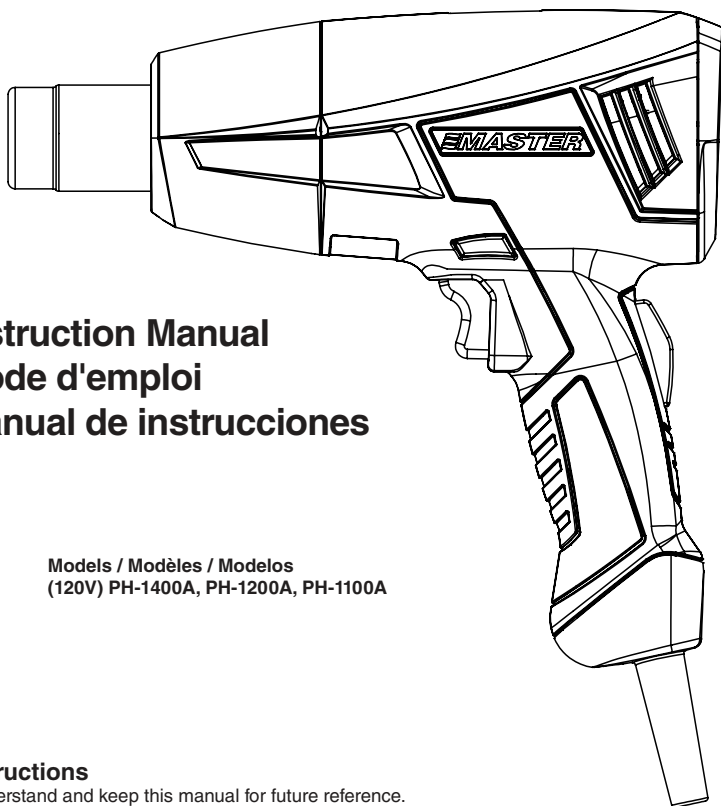 MASTER
struction Manual
ode d'emploi
anual de instrucciones
Models / Modèles / Modelos
(120V) PH-1400A, PH-1200A, PH-1100A
ructions
erstand and keep this manual for future reference.